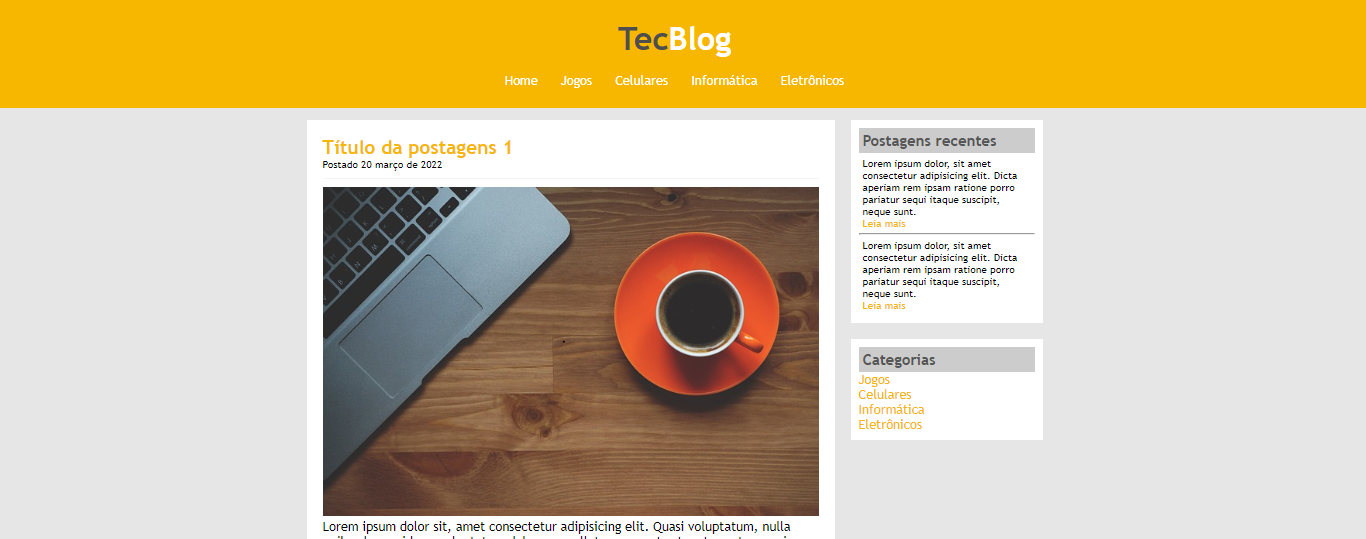 TecBlog
Home Jogos Celulares Informática Eletrônicos
Título da postagens 1
Postado 20 março de 2022
Lorem ipsum dolor sit, amet consectetur adipisicing elit. Quasi voluptatum, nulla
Postagens recentes
Lorem ipsum dolor, sit amet
consectetur adipisicing elit. Dicta
aperiam rem ipsam ratione porro
pariatur sequi itaque suscipit,
neque sunt.
Leia mais
Lorem ipsum dolor, sit amet
consectetur adipisicing elit. Dicta
aperiam rem ipsam ratione porro
pariatur sequi itaque suscipit,
neque sunt.
Leia mais
Categorias
Jogos
Celulares
Informática
Eletrônicos